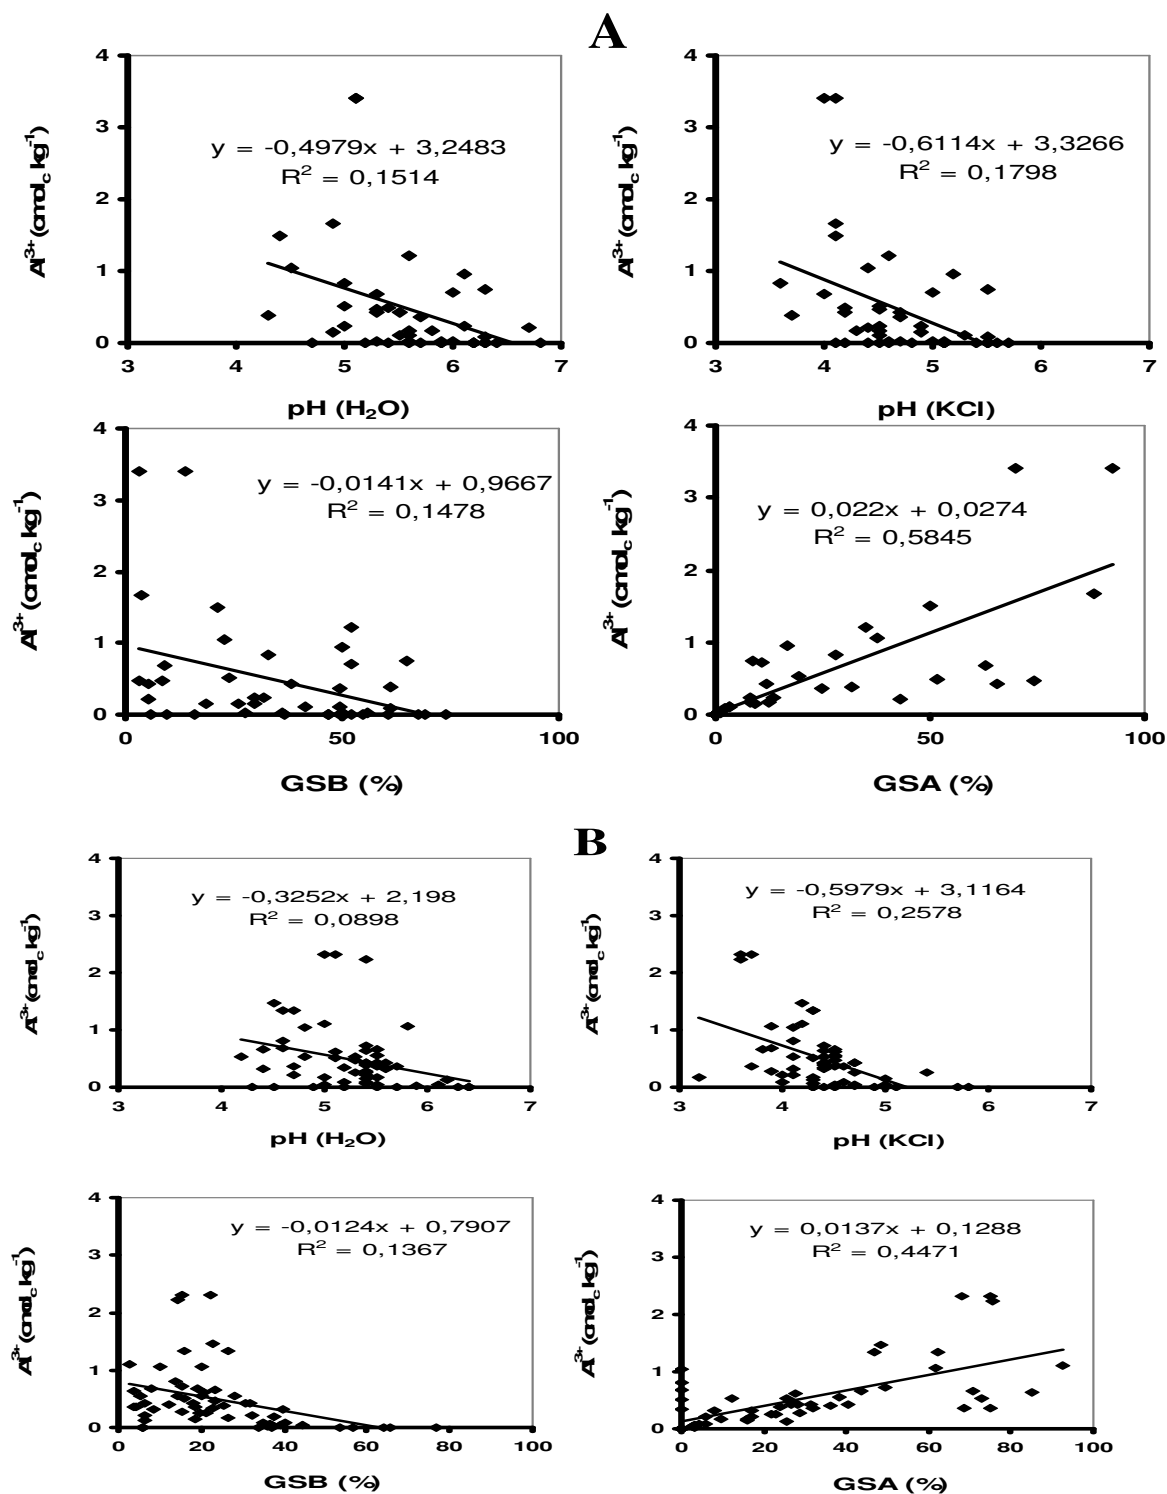 A
4
3
2
1
0
3 4 5 6 7
Al³⁺ (cmol_c kg⁻¹)
y = -0,4979x + 3,2483
R² = 0,1514
pH (H₂O)
4
3
2
1
0
3 4 5 6 7
Al³⁺ (cmol_c kg⁻¹)
y = -0,6114x + 3,3266
R² = 0,1798
pH (KCl)
4
3
2
1
0
0 50 100
Al³⁺ (cmol_c kg⁻¹)
y = -0,0141x + 0,9667
R² = 0,1478
GSB (%)
4
3
2
1
0
0 50 100
Al³⁺ (cmol_c kg⁻¹)
y = 0,022x + 0,0274
R² = 0,5845
GSA (%)
B
4
3
2
1
0
3 4 5 6 7
Al³⁺ (cmol_c kg⁻¹)
y = -0,3252x + 2,198
R² = 0,0898
pH (H₂O)
4
3
2
1
0
3 4 5 6 7
Al³⁺ (cmol_c kg⁻¹)
y = -0,5979x + 3,1164
R² = 0,2578
pH (KCl)
4
3
2
1
0
0 20 40 60 80 100
Al³⁺ (cmol_c kg⁻¹)
y = -0,0124x + 0,7907
R² = 0,1367
GSB (%)
4
3
2
1
0
0 20 40 60 80 100
Al³⁺ (cmol_c kg⁻¹)
y = 0,0137x + 0,1288
R² = 0,4471
GSA (%)